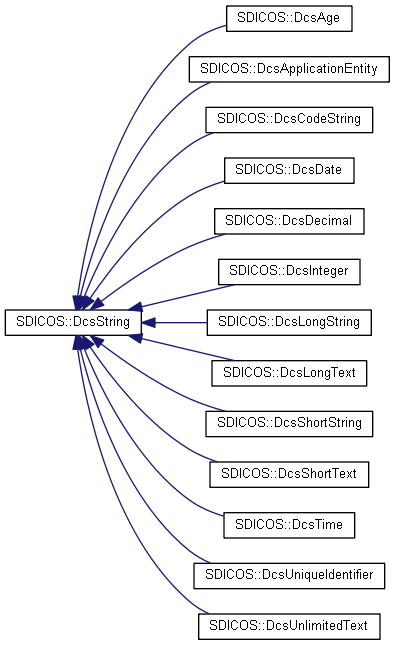 SDICOS::DcsAge
SDICOS::DcsApplicationEntity
SDICOS::DcsCodeString
SDICOS::DcsDate
SDICOS::DcsDecimal
SDICOS::DcsInteger
SDICOS::DcsString
SDICOS::DcsLongString
SDICOS::DcsLongText
SDICOS::DcsShortString
SDICOS::DcsShortText
SDICOS::DcsTime
SDICOS::DcsUniqueIdentifier
SDICOS::DcsUnlimitedText